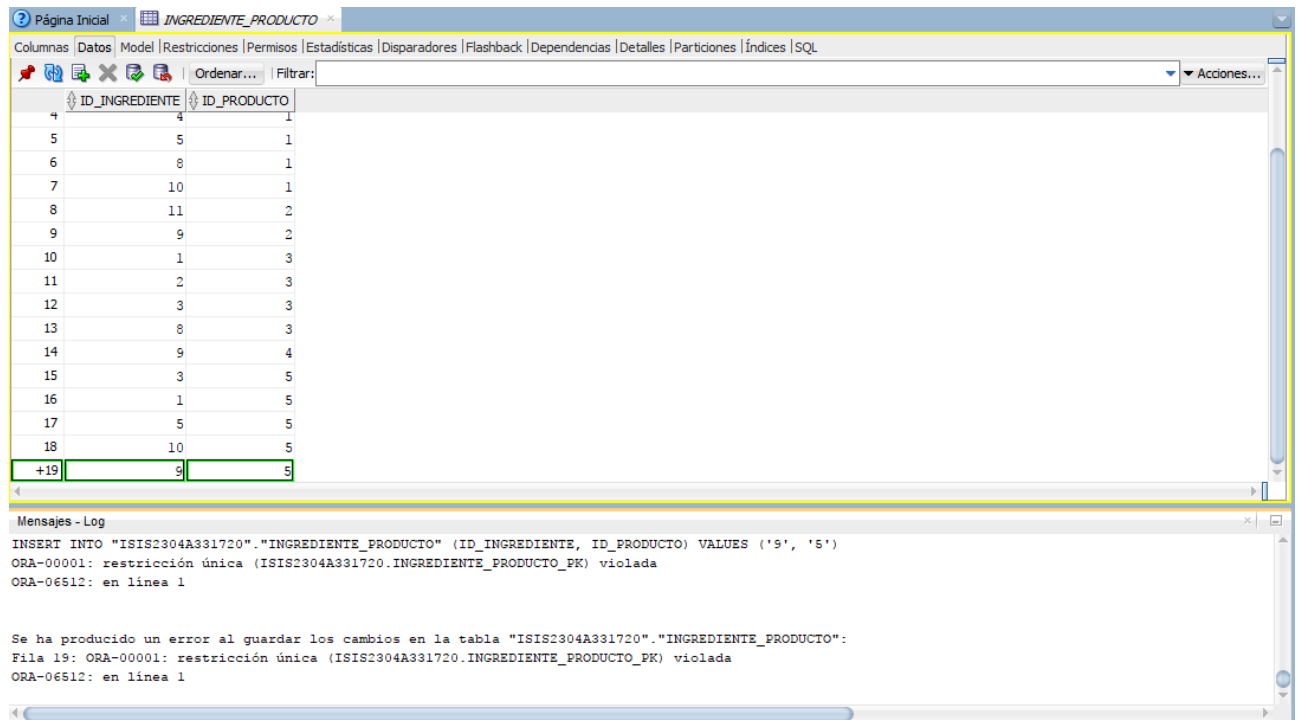 Página Inicial INGREDIENTE_PRODUCTO
Columnas Datos Model Restricciones Permisos Estadísticas Disparadores Flashback Dependencias Detalles Particiones Índices SQL
Ordenar... Filtrar: Acciones...
ID_INGREDIENTE ID_PRODUCTO
4 4 1
5 5 1
6 8 1
7 10 1
8 11 2
9 9 2
10 1 3
11 2 3
12 3 3
13 8 3
14 9 4
15 3 5
16 1 5
17 5 5
18 10 5
+19 9 5
Mensajes - Log
INSERT INTO "ISIS2304A331720"."INGREDIENTE_PRODUCTO" (ID_INGREDIENTE, ID_PRODUCTO) VALUES ('9', '5')
ORA-00001: restricción única (ISIS2304A331720.INGREDIENTE_PRODUCTO_PK) violada
ORA-06512: en línea 1
Se ha producido un error al guardar los cambios en la tabla "ISIS2304A331720"."INGREDIENTE_PRODUCTO":
Fila 19: ORA-00001: restricción única (ISIS2304A331720.INGREDIENTE_PRODUCTO_PK) violada
ORA-06512: en línea 1